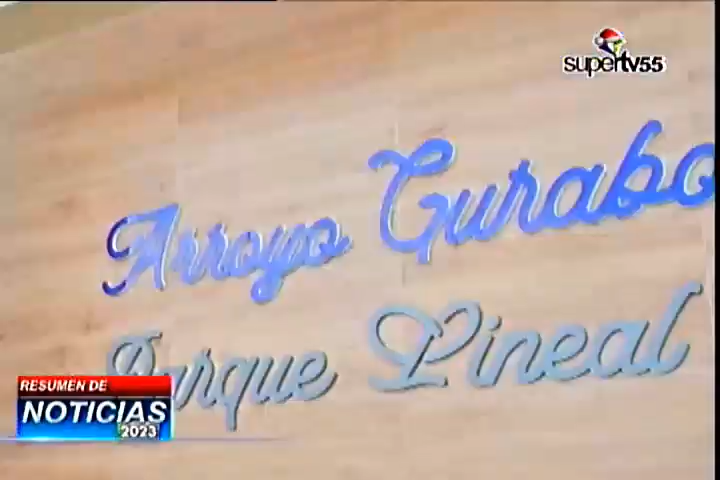 supertv55
Arroyo Gurabo
Parque Lineal
RESUMEN DE
NOTICIAS
2023